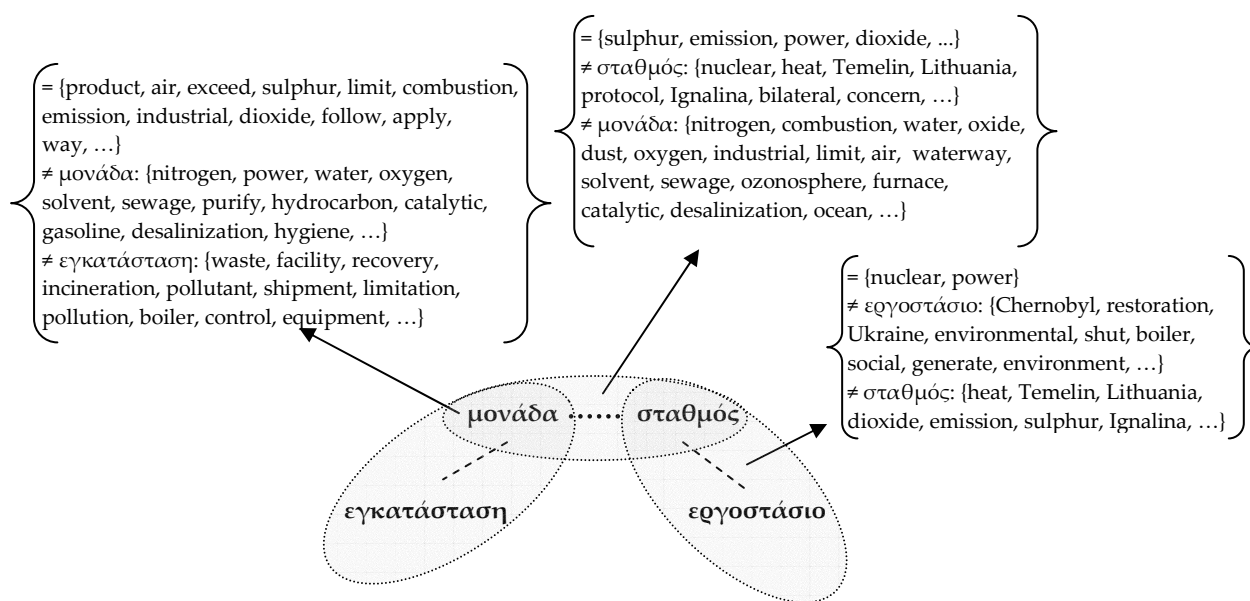 = {product, air, exceed, sulphur, limit, combustion,
emission, industrial, dioxide, follow, apply,
way, …}
≠ μονάδα: {nitrogen, power, water, oxygen,
solvent, sewage, purify, hydrocarbon, catalytic,
gasoline, desalinization, hygiene, …}
≠ εγκατάσταση: {waste, facility, recovery,
incineration, pollutant, shipment, limitation,
pollution, boiler, control, equipment, …}
= {sulphur, emission, power, dioxide, ...}
≠ σταθμός: {nuclear, heat, Temelin, Lithuania,
protocol, Ignalina, bilateral, concern, …}
≠ μονάδα: {nitrogen, combustion, water, oxide,
dust, oxygen, industrial, limit, air, waterway,
solvent, sewage, ozonosphere, furnace,
catalytic, desalinization, ocean, …}
= {nuclear, power}
≠ εργοστάσιο: {Chernobyl, restoration,
Ukraine, environmental, shut, boiler,
social, generate, environment, …}
≠ σταθμός: {heat, Temelin, Lithuania,
dioxide, emission, sulphur, Ignalina, …}
μονάδα ...... σταθμός
εγκατάσταση
εργοστάσιο